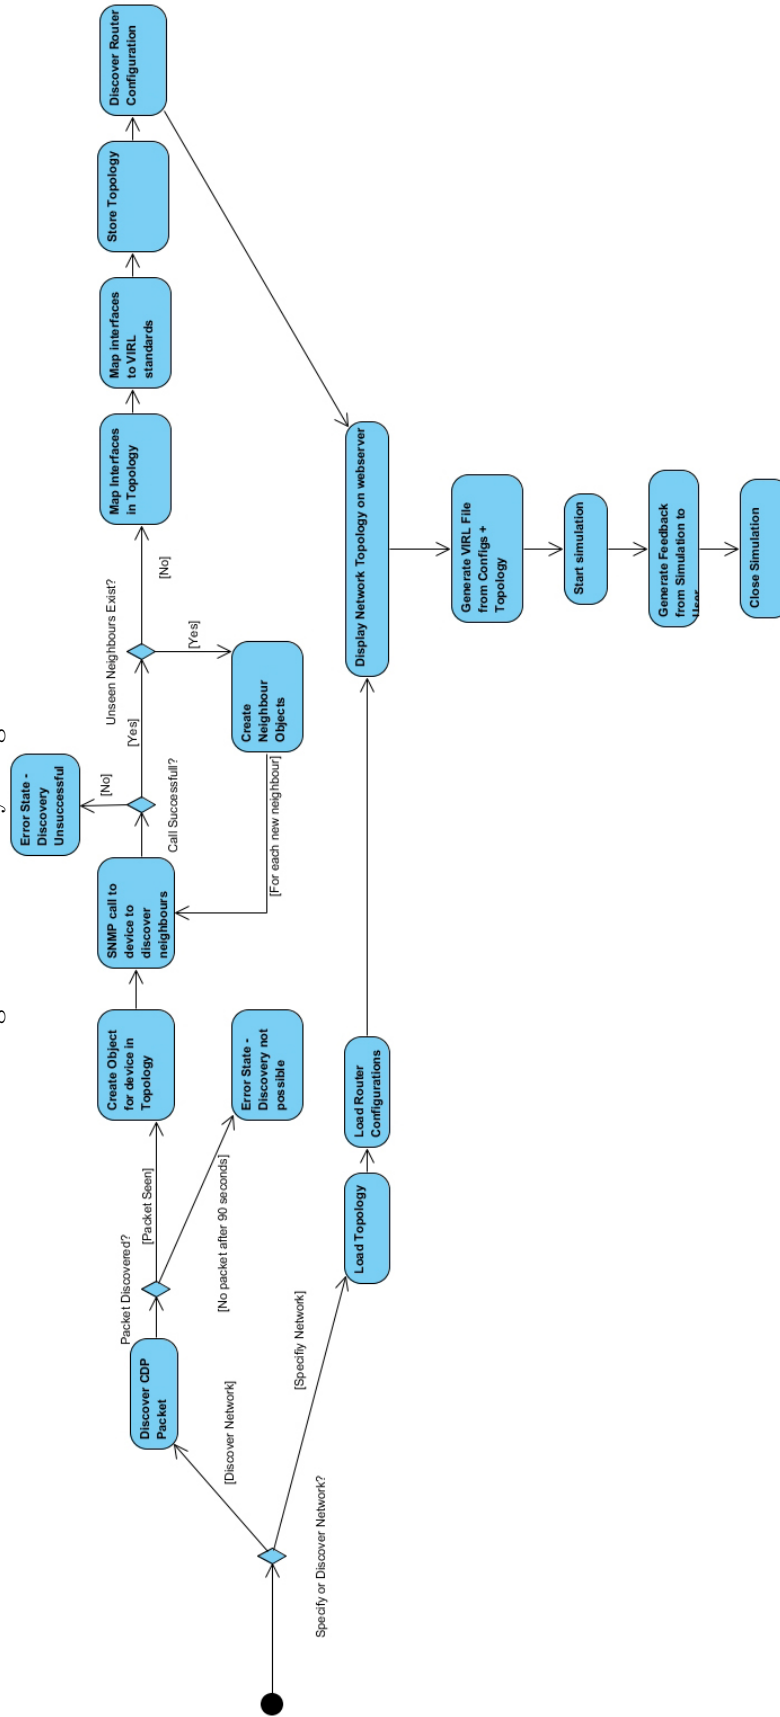 Specify or Discover Network?
[Discover Network]
[Specifiy Network]
Discover CDP
Packet
Packet Discovered?
[Packet Seen]
[No packet after 90 seconds]
Create Object
for device in
Topology
Error State -
Discovery not
possible
SNMP call to
device to
discover
neighbours
Call Successfull?
[No]
Error State -
Discovery
Unsuccessful
[Yes]
Unseen Neighbours Exist?
[Yes]
Create
Neighbour
Objects
[For each new neighbour]
[No]
Map Interfaces
in Topology
Map interfaces
to VIRL
standards
Store Topology
Discover Router
Configuration
Load Topology
Load Router
Configurations
Display Network Topology on webserver
Generate VIRL File
from Configs +
Topology
Start simulation
Generate Feedback
from Simulation to
User
Close Simulation